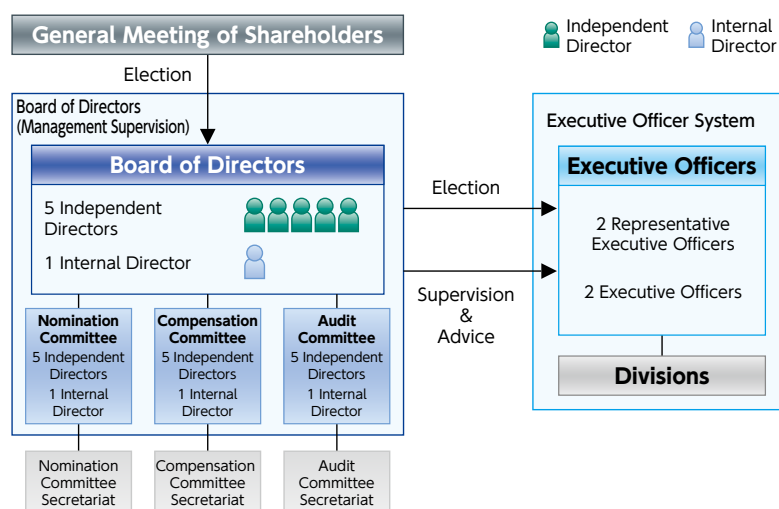 General Meeting of Shareholders
Independent
Director
Internal
Director
Election
Board of Directors
(Management Supervision)
Board of Directors
5 Independent
Directors
1 Internal Director
Nomination
Committee
5 Independent
Directors
1 Internal
Director
Compensation
Committee
5 Independent
Directors
1 Internal
Director
Audit
Committee
5 Independent
Directors
1 Internal
Director
Nomination
Committee
Secretariat
Compensation
Committee
Secretariat
Audit
Committee
Secretariat
Election
Supervision
&
Advice
Executive Officer System
Executive Officers
2 Representative
Executive Officers
2 Executive Officers
Divisions